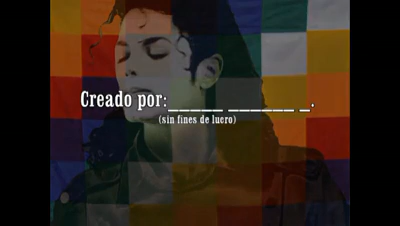 Creado por:_____ ______ _.
(sin fines de lucro)